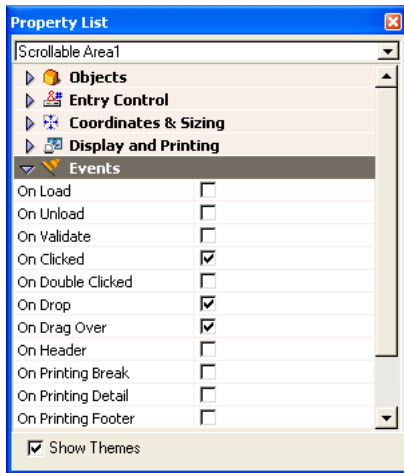 Property List
Scrollable Area1
Objects
Entry Control
Coordinates & Sizing
Display and Printing
Events
On Load
On Unload
On Validate
On Clicked
On Double Clicked
On Drop
On Drag Over
On Header
On Printing Break
On Printing Detail
On Printing Footer
Show Themes